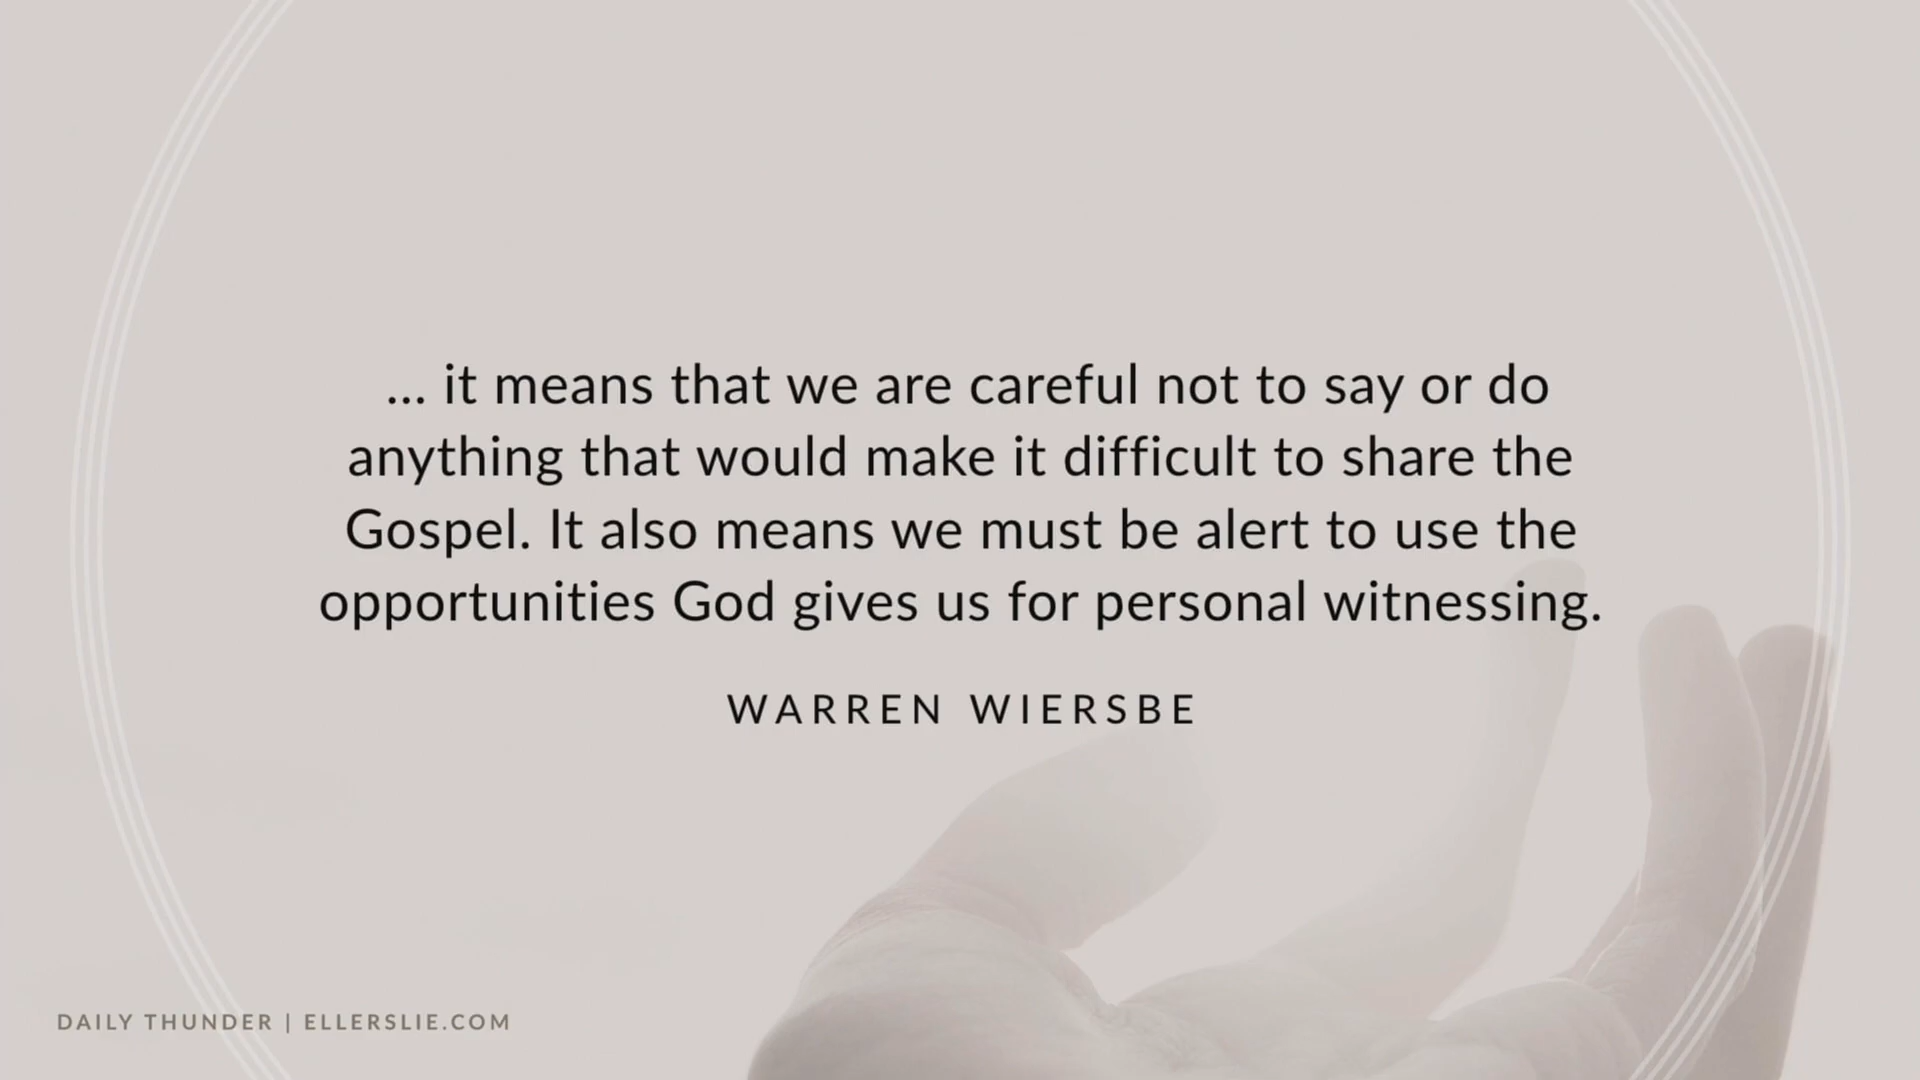 ... it means that we are careful not to say or do
anything that would make it difficult to share the
Gospel. It also means we must be alert to use the
opportunities God gives us for personal witnessing.
WARREN WIERSBE
DAILY THUNDER | ELLERSLIE.COM